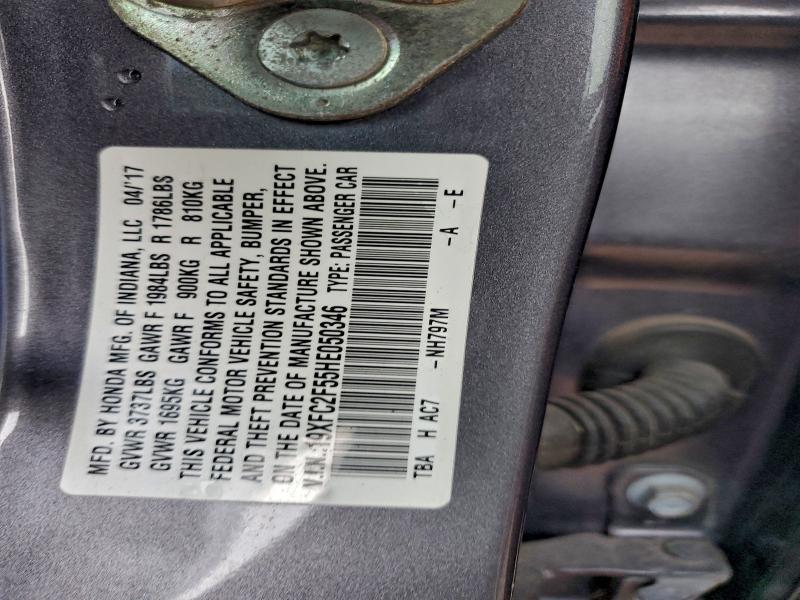 MFD. BY HONDA MFG. OF INDIANA, LLC 04/'17
GVWR 3737LBS GAWR F 1984LBS R 1786LBS
GVWR 1695KG GAWR F 900KG R 810KG
THIS VEHICLE CONFORMS TO ALL APPLICABLE
FEDERAL MOTOR VEHICLE SAFETY, BUMPER,
AND THEFT PREVENTION STANDARDS IN EFFECT
ON THE DATE OF MANUFACTURE SHOWN ABOVE.
V.I.N.: 19XFC2F55HE050346 TYPE: PASSENGER CAR
TBA H AC7 -NH797M -A -E